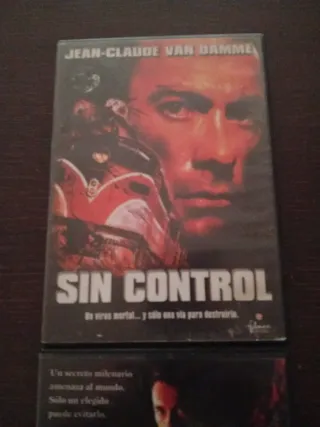 JEAN-CLAUDE VAN DAMME
SIN CONTROL
Un virus mortal... y sólo una vía para destruirlo.
Un secreto milenario
amenaza al mundo.
Sólo un elegido
puede evitarlo.